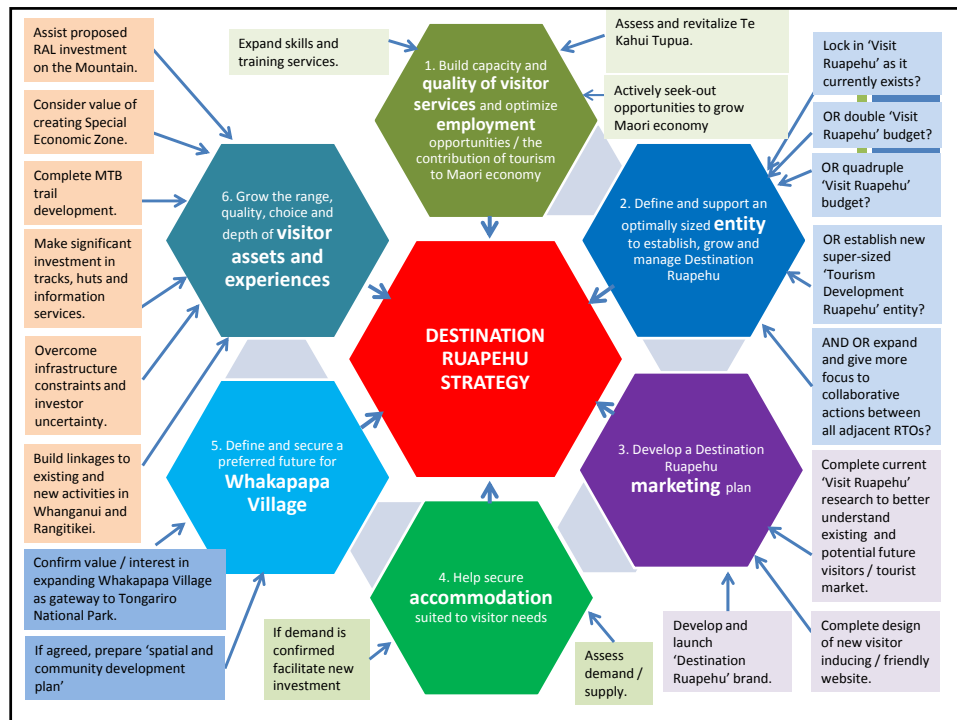 Assist proposed
RAL investment
on the Mountain.
Consider value of
creating Special
Economic Zone.
Complete MTB
trail
development.
Make significant
investment in
tracks, huts and
information
services.
Overcome
infrastructure
constraints and
investor
uncertainty.
Build linkages to
existing and
new activities in
Whanganui and
Rangitikei.
Confirm value / interest in
expanding Whakapapa Village
as gateway to Tongariro
National Park.
If agreed, prepare ‘spatial and
community development
plan’
Expand skills and
training services.
Assess and revitalize Te
Kahui Tupua.
Actively seek-out
opportunities to grow
Maori economy
1. Build capacity and
quality of visitor
services and optimize
employment
opportunities / the
contribution of tourism
to Maori economy
6. Grow the range,
quality, choice and
depth of visitor
assets and
experiences
2. Define and support an
optimally sized entity
to establish, grow and
manage Destination
Ruapehu
DESTINATION
RUAPEHU
STRATEGY
5. Define and secure a
preferred future for
Whakapapa
Village
3. Develop a Destination
Ruapehu
marketing plan
4. Help secure
accommodation
suited to visitor needs
If demand is
confirmed
facilitate new
investment
Assess
demand /
supply.
Develop and
launch
‘Destination
Ruapehu’ brand.
Lock in ‘Visit
Ruapehu’ as it
currently exists?
OR double ‘Visit
Ruapehu’ budget?
OR quadruple
‘Visit Ruapehu’
budget?
OR establish new
super-sized
‘Tourism
Development
Ruapehu’ entity?
AND OR expand
and give more
focus to
collaborative
actions between
all adjacent RTOs?
Complete current
‘Visit Ruapehu’
research to better
understand
existing and
potential future
visitors / tourist
market.
Complete design
of new visitor
inducing / friendly
website.